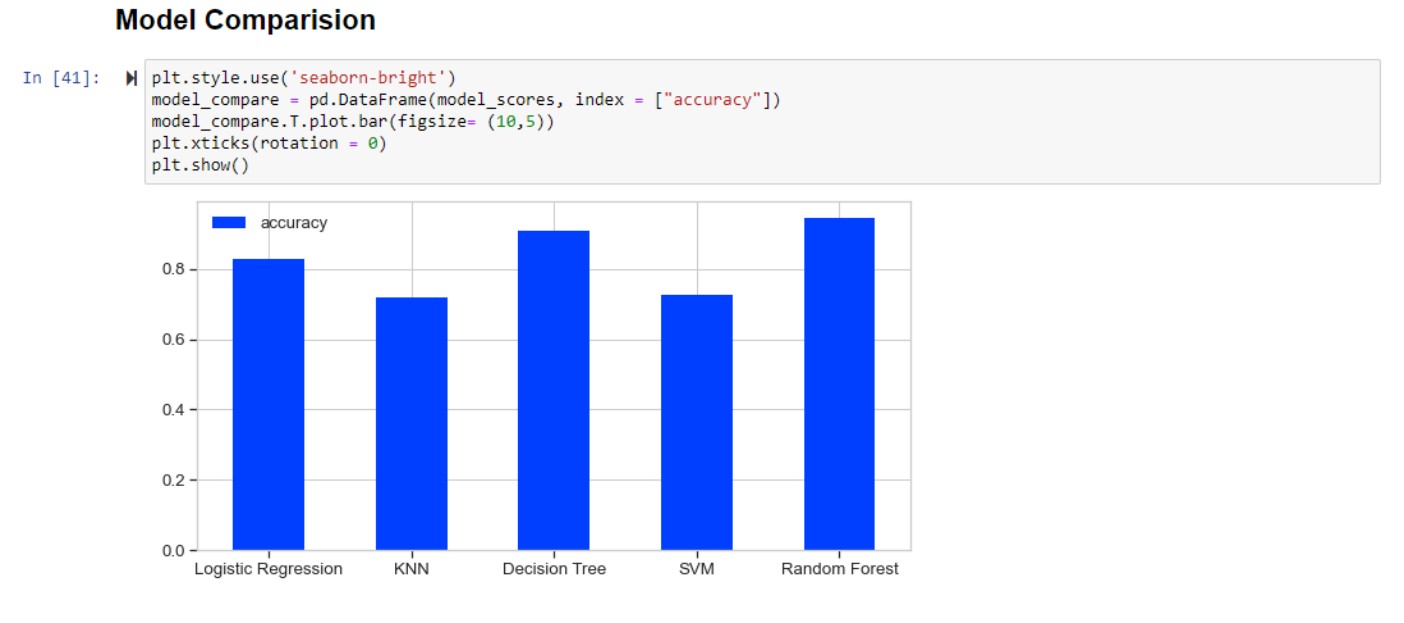 Model Comparision
In [41]:
plt.style.use('seaborn-bright')
model_compare = pd.DataFrame(model_scores, index = ["accuracy"])
model_compare.T.plot.bar(figsize= (10,5))
plt.xticks(rotation = 0)
plt.show()
accuracy
0.8
0.6
0.4
0.2
0.0
Logistic Regression KNN Decision Tree SVM Random Forest